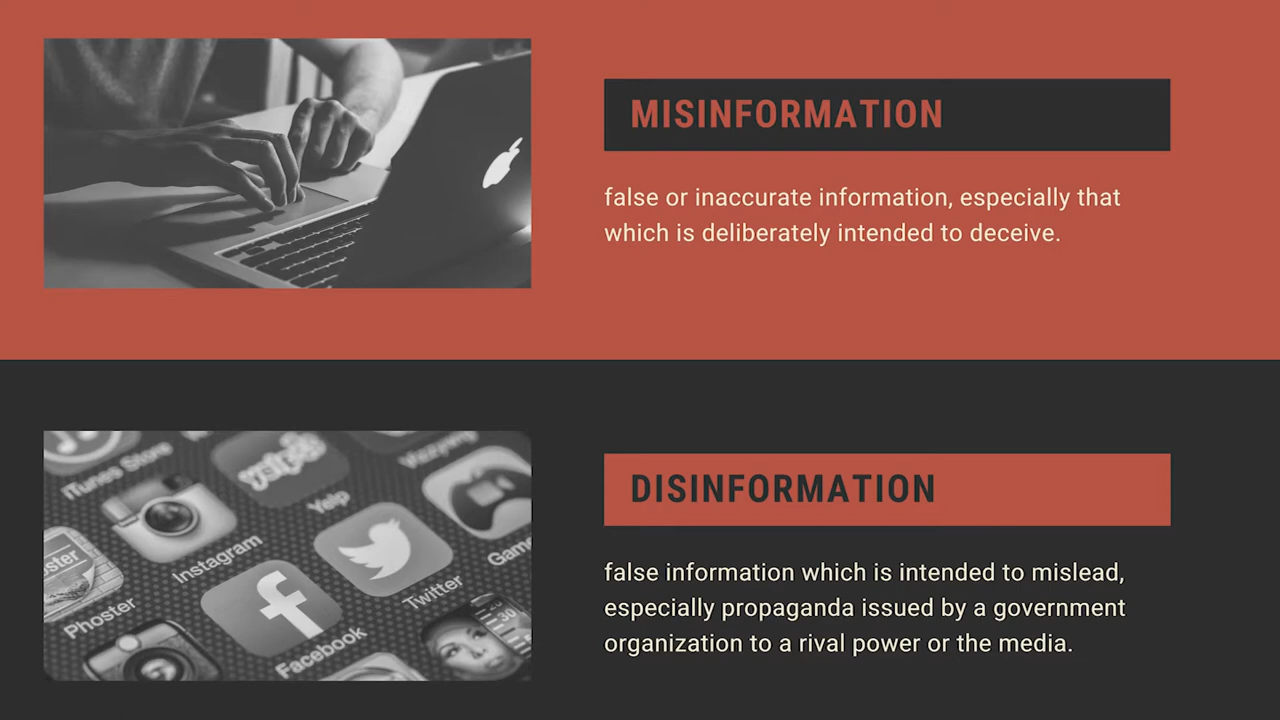 MISINFORMATION
false or inaccurate information, especially that
which is deliberately intended to deceive.
iTunes Store
Yelp
Instagram
Twitter
Phoster
Facebook
DISINFORMATION
false information which is intended to mislead,
especially propaganda issued by a government
organization to a rival power or the media.